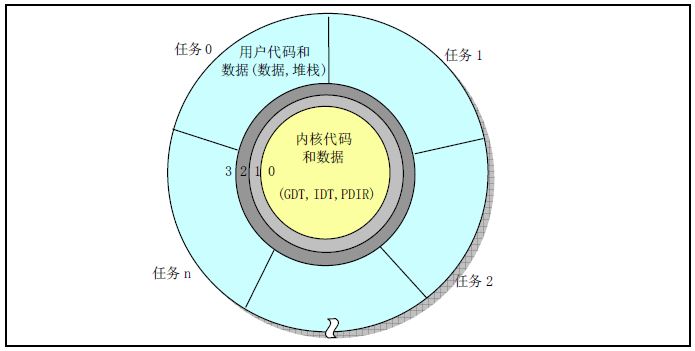 任务0
用户代码和
数据(数据,堆栈)
任务1
内核代码
和数据
3 2 1 0
(GDT,IDT,PDIR)
任务n
任务2